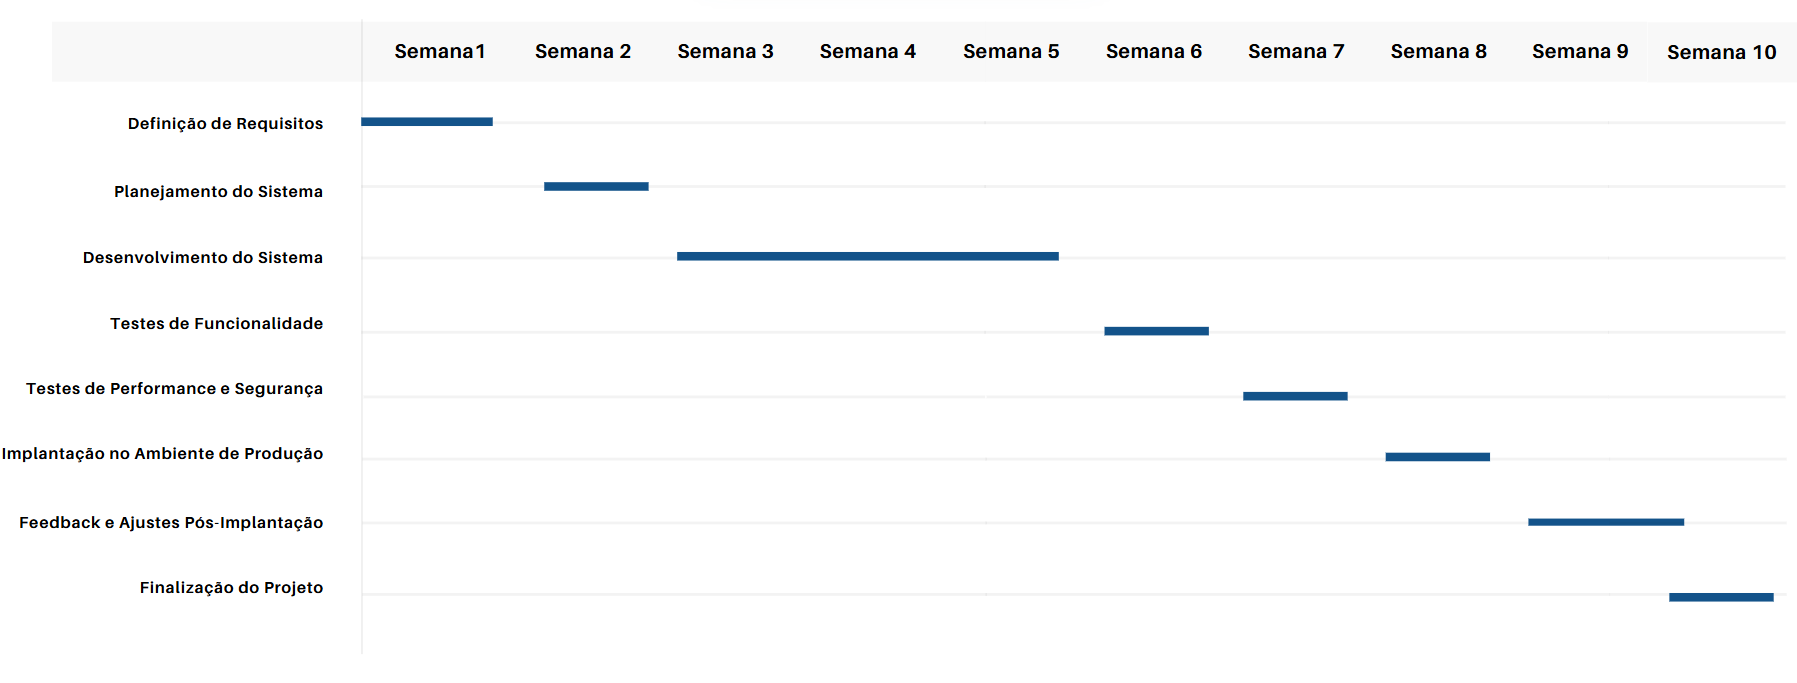 Semana1 Semana 2 Semana 3 Semana 4 Semana 5 Semana 6 Semana 7 Semana 8 Semana 9 Semana 10
Definição de Requisitos
Planejamento do Sistema
Desenvolvimento do Sistema
Testes de Funcionalidade
Testes de Performance e Segurança
Implantação no Ambiente de Produção
Feedback e Ajustes Pós-Implantação
Finalização do Projeto